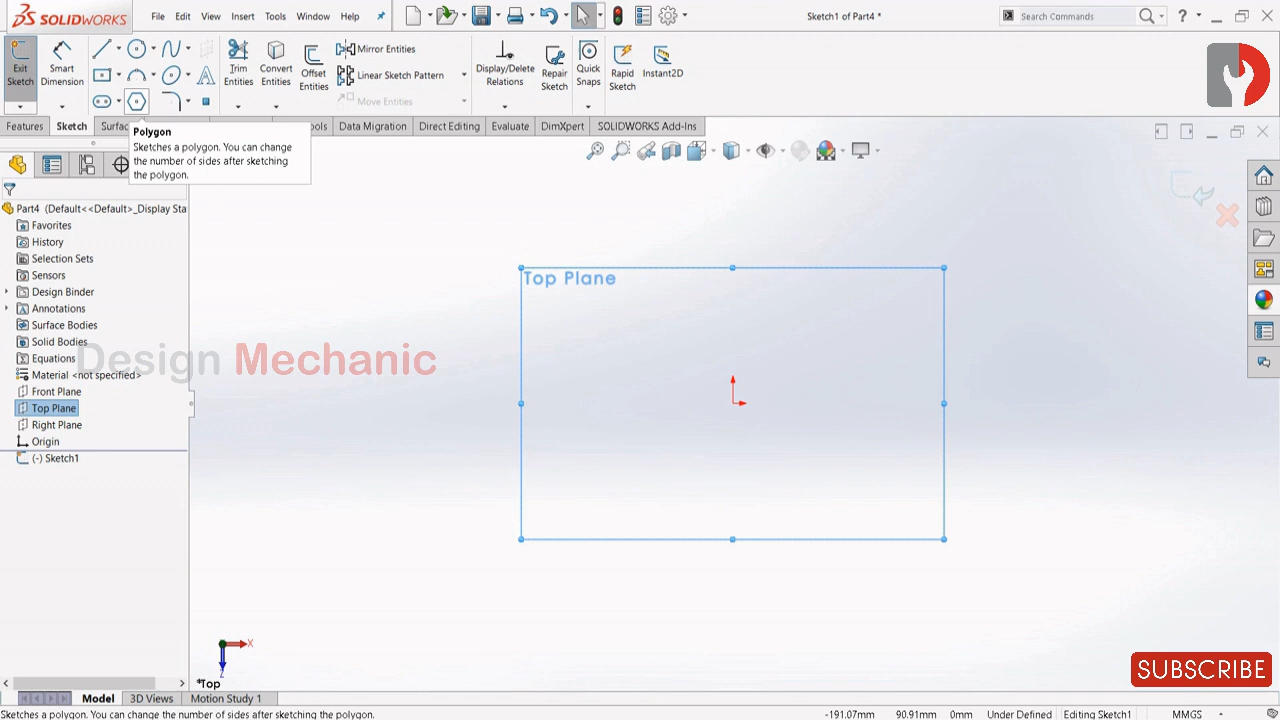 SOLIDWORKS
File Edit View Insert Tools Window Help
Sketch1 of Part4 *
Search Commands
?
Exit Sketch
Smart Dimension
Trim Entities
Convert Entities
Offset Entities
Mirror Entities
Linear Sketch Pattern
Move Entities
Display/Delete Relations
Repair Sketch
Quick Snaps
Rapid Sketch
Instant2D
Features Sketch Surfac ools Data Migration Direct Editing Evaluate DimXpert SOLIDWORKS Add-Ins
Polygon
Sketches a polygon. You can change
the number of sides after sketching
the polygon.
Part4 (Default<<Default>_Display Sta
Favorites
History
Selection Sets
Sensors
Design Binder
Annotations
Surface Bodies
Solid Bodies
Equations
Material <not specified>
Front Plane
Top Plane
Right Plane
Origin
(-) Sketch1
Design Mechanic
Top Plane
X
Z
*Top
SUBSCRIBE
Model 3D Views Motion Study 1
Sketches a polygon. You can change the number of sides after sketching the polygon.
-191.07mm 90.91mm 0mm Under Defined Editing Sketch1 MMGS